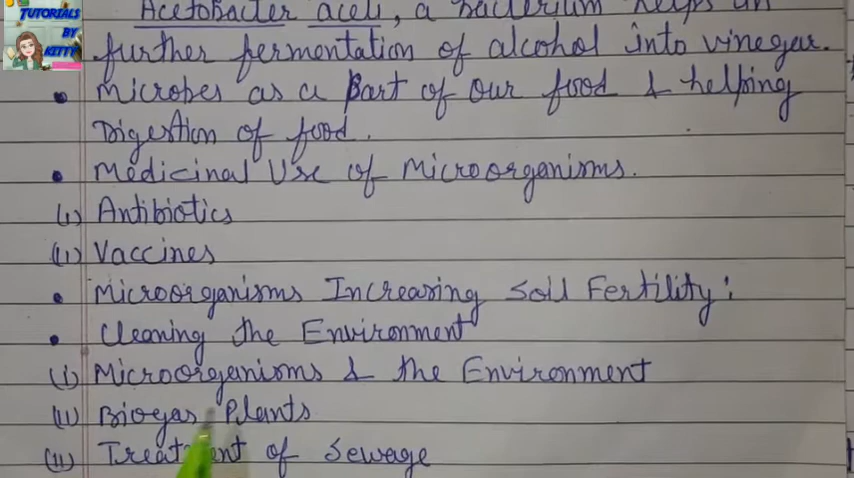 TUTORIALS
BY
KITTY
Acetobacter aceti, a bacterium helps in
further fermentation of alcohol into vinegar.
• Microbes as a part of our food & helping
Digestion of food.
• Medicinal Use of Microorganisms.
(i) Antibiotics
(ii) Vaccines
• Microorganisms Increasing Soil Fertility:
• Cleaning the Environment
(i) Microorganisms & the Environment
(ii) Biogas Plants
(ii) Treatment of Sewage